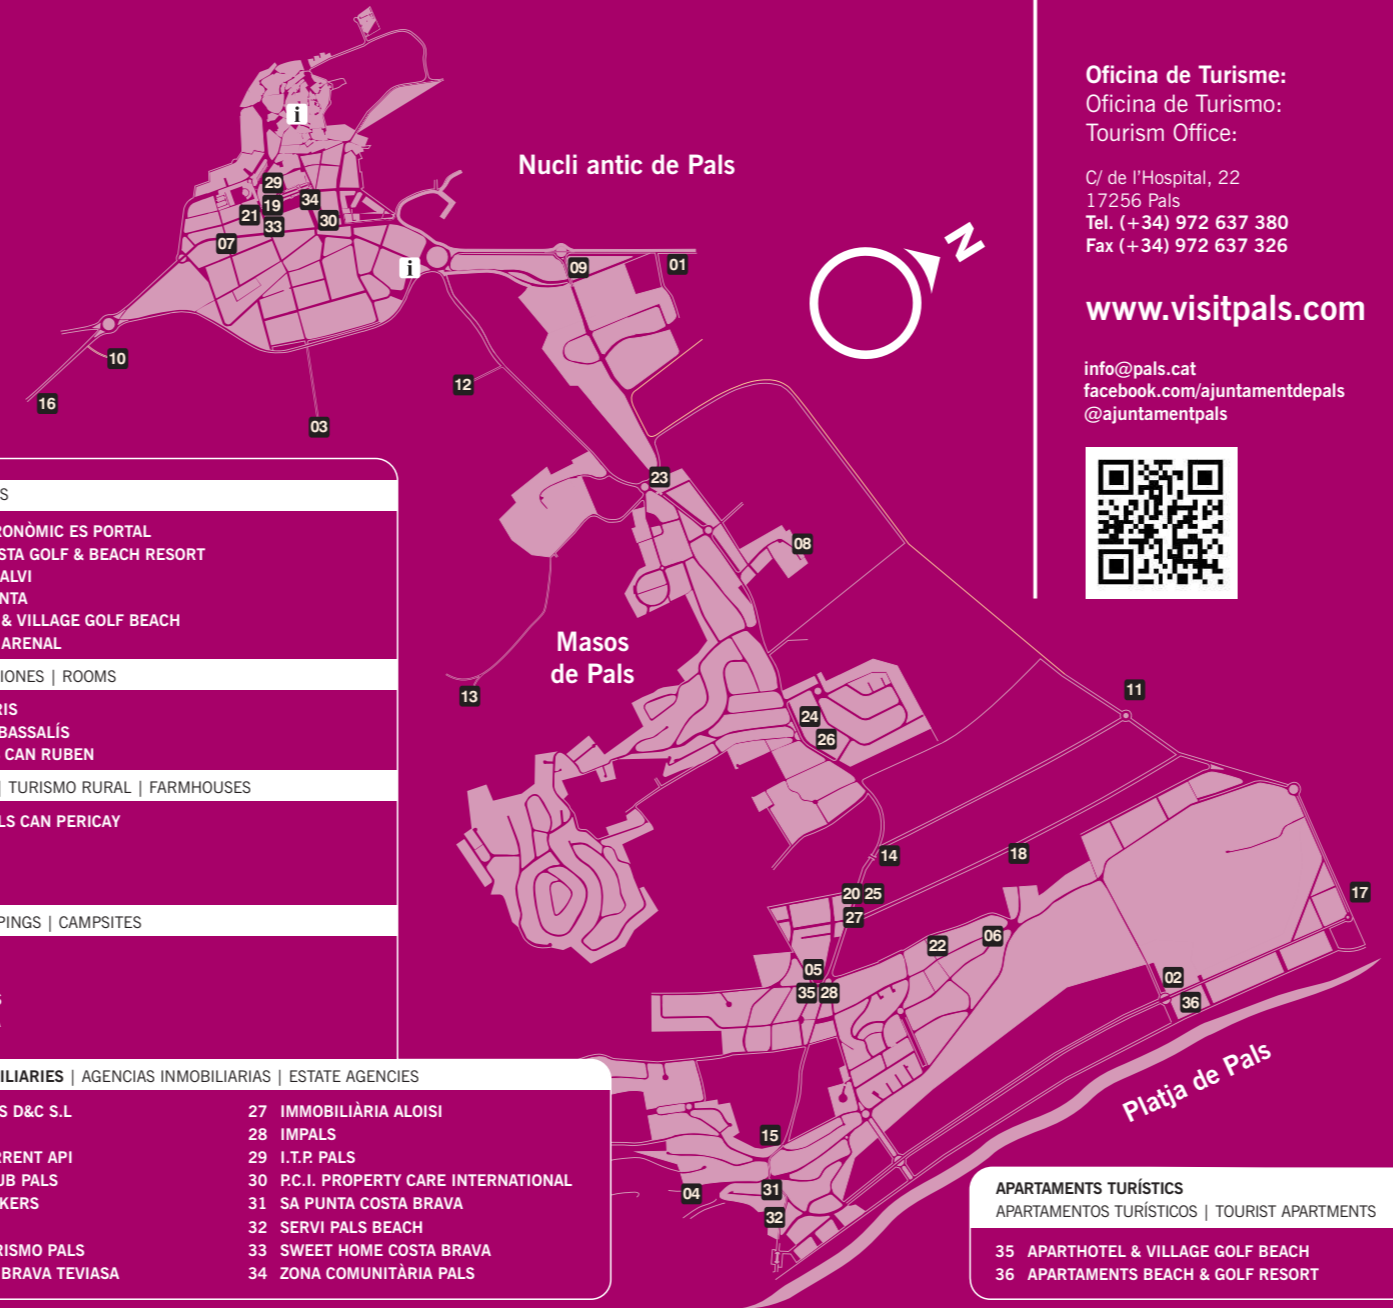 Oficina de Turisme:
Oficina de Turismo:
Tourism Office:
C/ de l'Hospital, 22
17256 Pals
Tel. (+34) 972 637 380
Fax (+34) 972 637 326
www.visitpals.com
info@pals.cat
facebook.com/ajuntamentdepals
@ajuntamentpals
Nucli antic de Pals
N
i
29
19
34
21
33
30
07
i
09
01
10
16
03
12
23
08
Masos
de Pals
13
24
26
11
14
18
20 25
27
17
22
06
05
35 28
02
36
Platja de Pals
15
04
31
32
S
RONÒMIC ES PORTAL
STA GOLF & BEACH RESORT
ALVI
NTA
& VILLAGE GOLF BEACH
ARENAL
IONES | ROOMS
RIS
BASSALÍS
CAN RUBEN
| TURISMO RURAL | FARMHOUSES
LS CAN PERICAY
PINGS | CAMPSITES
S
ILIARIES | AGENCIAS INMOBILIARIAS | ESTATE AGENCIES
S D&C S.L
RRENT API
UB PALS
KERS
RISMO PALS
BRAVA TEVIASA
27 IMMOBILIÀRIA ALOISI
28 IMPALS
29 I.T.P. PALS
30 P.C.I. PROPERTY CARE INTERNATIONAL
31 SA PUNTA COSTA BRAVA
32 SERVI PALS BEACH
33 SWEET HOME COSTA BRAVA
34 ZONA COMUNITÀRIA PALS
APARTAMENTS TURÍSTICS
APARTAMENTOS TURÍSTICOS | TOURIST APARTMENTS
35 APARTHOTEL & VILLAGE GOLF BEACH
36 APARTAMENTS BEACH & GOLF RESORT